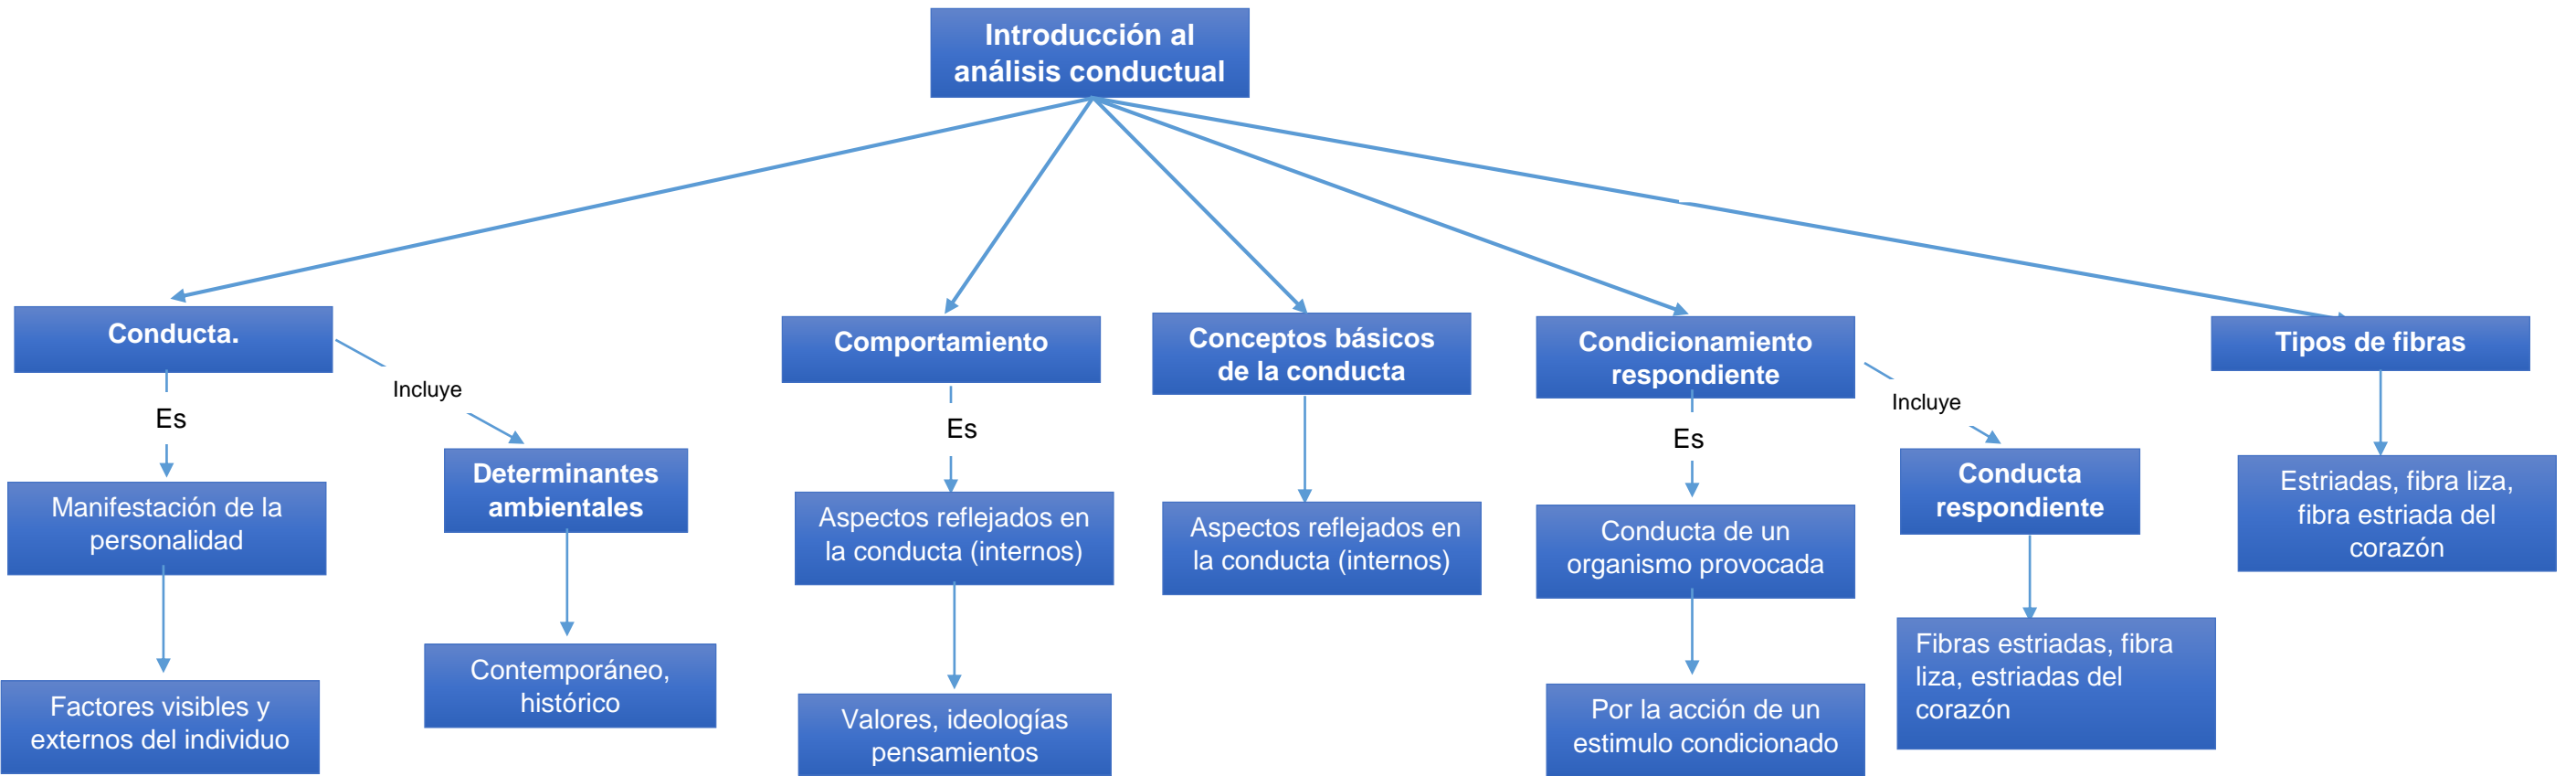 Introducción al
análisis conductual
Conducta.
Comportamiento
Conceptos básicos
de la conducta
Condicionamiento
respondiente
Tipos de fibras
Es
Incluye
Es
Es
Incluye
Manifestación de la
personalidad
Determinantes
ambientales
Aspectos reflejados en
la conducta (internos)
Aspectos reflejados en
la conducta (internos)
Conducta de un
organismo provocada
Conducta
respondiente
Estriadas, fibra liza,
fibra estriada del
corazón
Factores visibles y
externos del individuo
Contemporáneo,
histórico
Valores, ideologías
pensamientos
Por la acción de un
estimulo condicionado
Fibras estriadas, fibra
liza, estriadas del
corazón